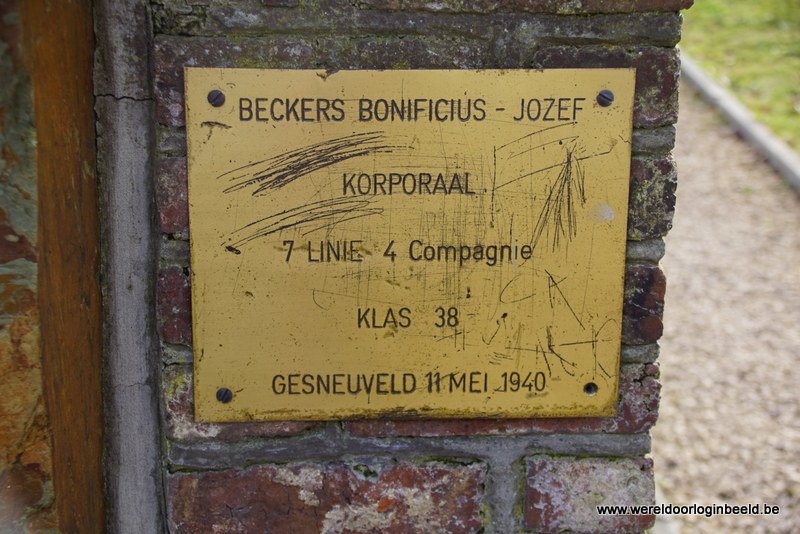 BECKERS BONIFICIUS - JOZEF
KORPORAAL
7 LINIE 4 Compagnie
KLAS 38
GESNEUVELD 11 MEI 1940
www.wereldoorloginbeeld.be